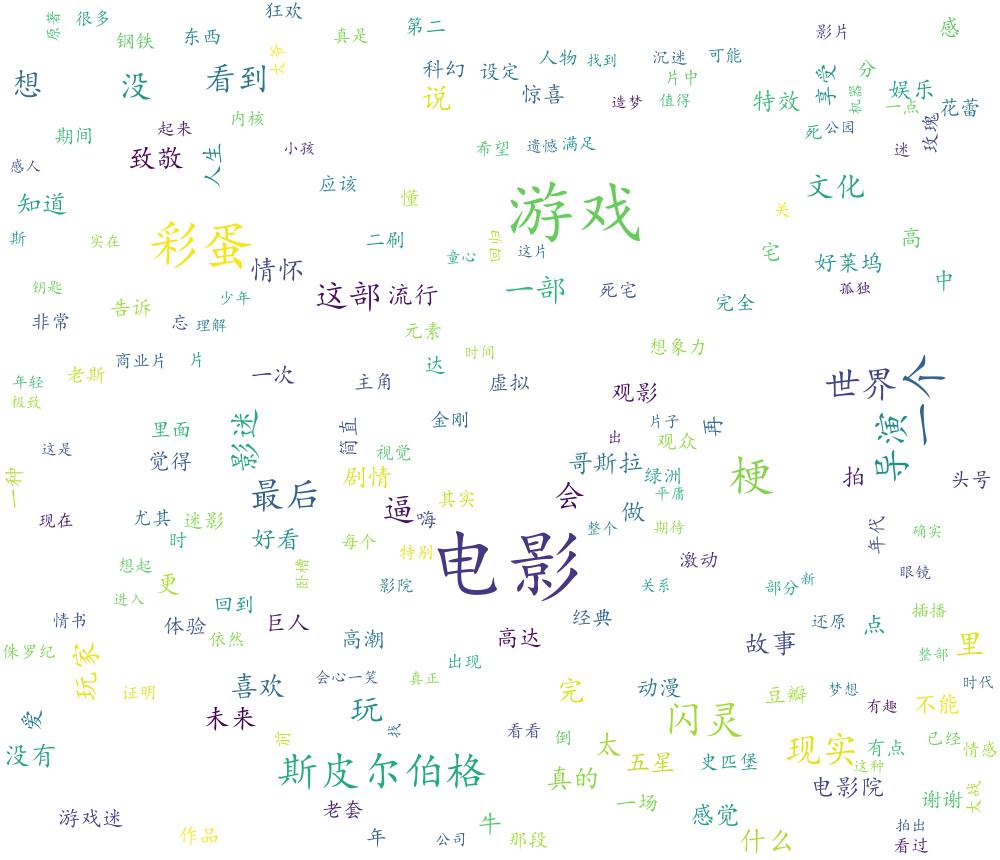 狂欢
原著
很多
第二
影片
感
钢铁
东西
真是
大爷
人物
找到
沉迷
可能
想
没
看到
科幻
设定
片中
享受
分
说
惊喜
造梦
值得
特效
机器
娱乐
一点
花蕾
期间
起来
内核
死
公园
玫瑰
感人
致敬
人生
小孩
希望
遗憾
满足
迷
知道
应该
懂
游戏
文化
关
斯
实在
彩蛋
二刷
回归
童心
这片
宅
高
情怀
好莱坞
钥匙
告诉
少年
这部
流行
一部
死宅
完全
孤独
中
非常
忘
理解
元素
商业片
片
时间
达
想象力
年轻
老斯
一次
主角
虚拟
观影
世界
一个
极致
里面
影迷
简直
金刚
片子
再
出
观众
导演
这是
觉得
视觉
哥斯拉
一种
剧情
绿洲
平庸
梗
拍
头号
最后
逼
其实
会
现在
尤其
迷影
嗨
做
整个
期待
年代
确实
时
好看
每个
特别
电影
激动
想起
更
卧槽
影院
关系
部分
新
眼镜
进入
回到
情书
体验
依然
巨人
高潮
高达
经典
还原
点
插播
侏罗纪
玩家
故事
整部
里
出现
证明
喜欢
会心一笑
真正
完
动漫
豆瓣
梦想
时代
爱
未来
玩
找
闪灵
有趣
不能
没有
前
看看
倒
太
现实
有点
已经
情感
斯皮尔伯格
真的
五星
史匹堡
这种
电影院
游戏迷
老套
一场
感觉
谢谢
大战
作品
年
公司
牛
那段
什么
拍出
看过